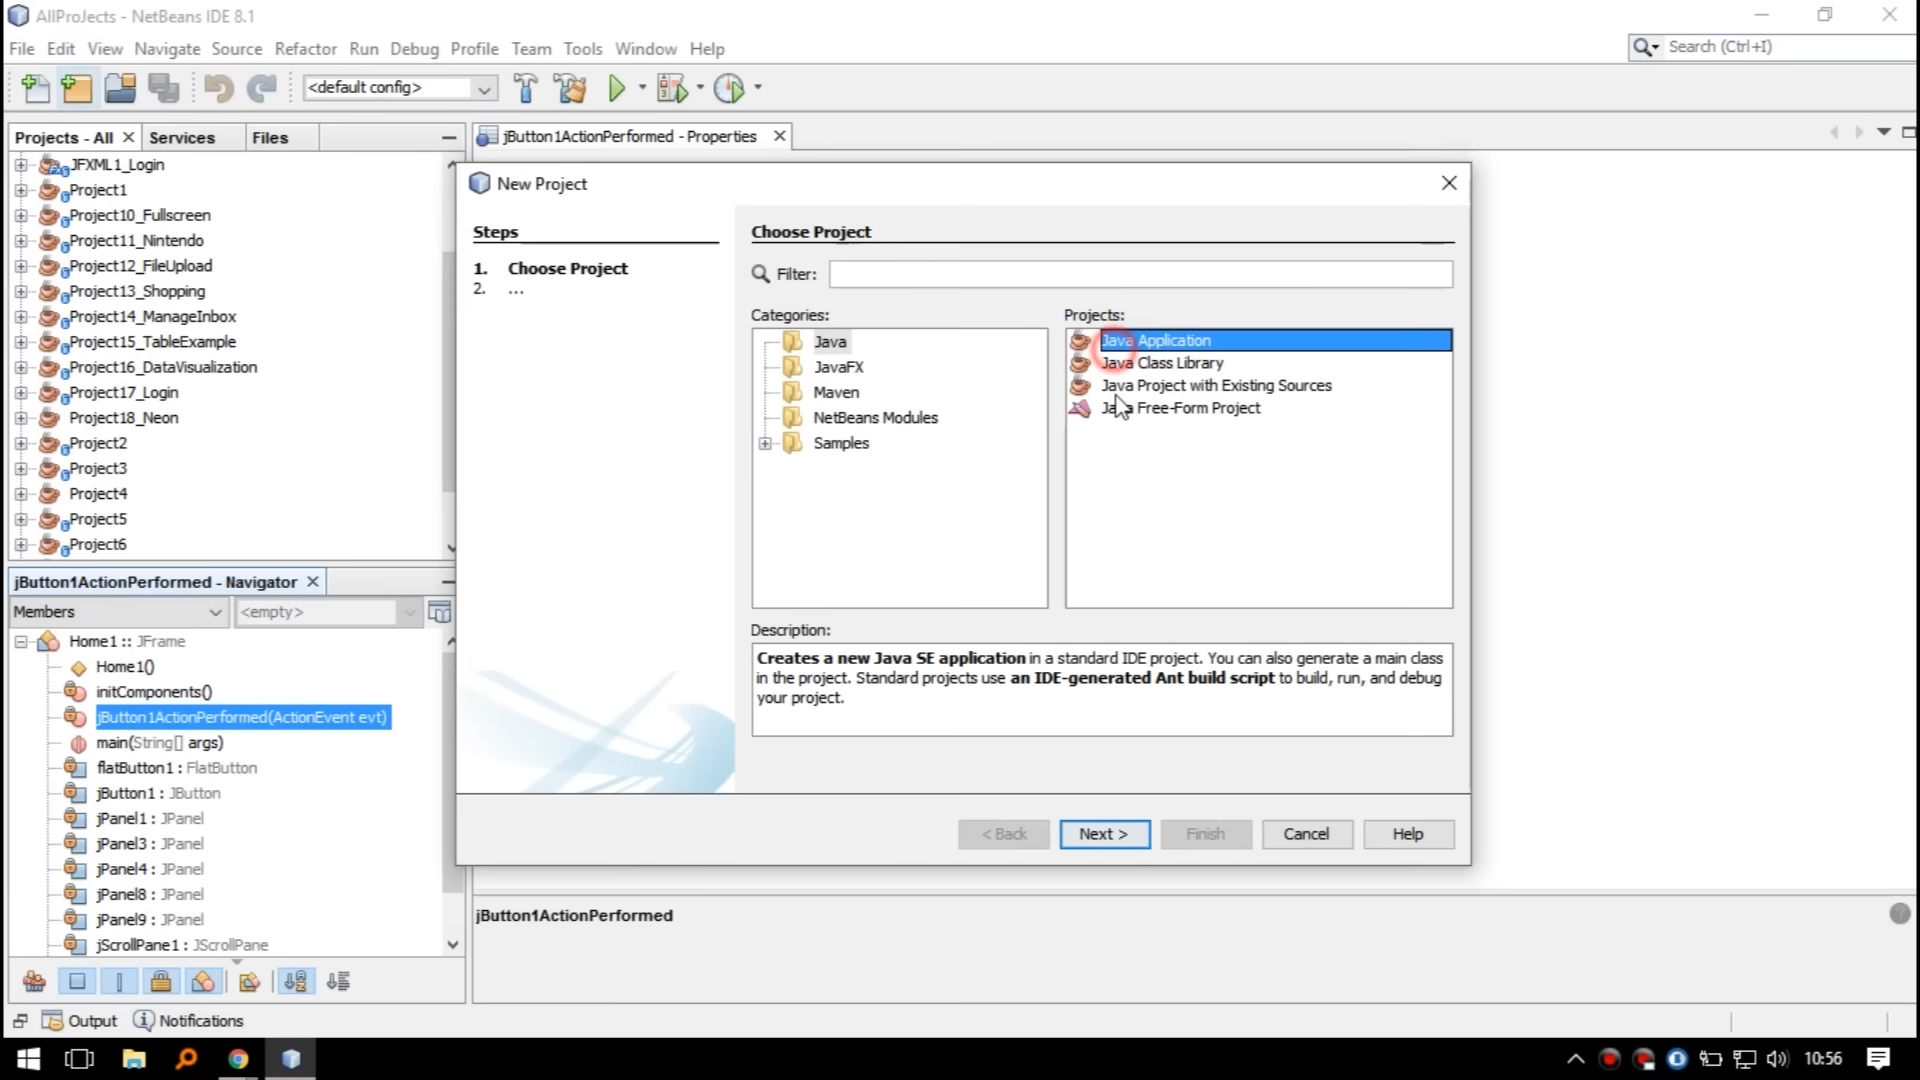 AllProJects - NetBeans IDE 8.1
File Edit View Navigate Source Refactor Run Debug Profile Team Tools Window Help
Search (Ctrl+I)
<default config>
Projects - All Services Files
jButton1ActionPerformed - Properties
JFXML1_Login
Project1
Project10_Fullscreen
Project11_Nintendo
Project12_FileUpload
Project13_Shopping
Project14_ManageInbox
Project15_TableExample
Project16_DataVisualization
Project17_Login
Project18_Neon
Project2
Project3
Project4
Project5
Project6
New Project
Steps
1. Choose Project
2. ...
Choose Project
Filter:
Categories:
Java
JavaFX
Maven
NetBeans Modules
Samples
Projects:
Java Application
Java Class Library
Java Project with Existing Sources
Java Free-Form Project
Description:
Creates a new Java SE application in a standard IDE project. You can also generate a main class
in the project. Standard projects use an IDE-generated Ant build script to build, run, and debug
your project.
< Back Next > Finish Cancel Help
jButton1ActionPerformed - Navigator
Members <empty>
Home1 :: JFrame
Home1()
initComponents()
jButton1ActionPerformed(ActionEvent evt)
main(String[] args)
flatButton1 : FlatButton
jButton1 : JButton
jPanel1 : JPanel
jPanel3 : JPanel
jPanel4 : JPanel
jPanel8 : JPanel
jPanel9 : JPanel
jScrollPane1 : JScrollPane
jButton1ActionPerformed
Output Notifications
10:56